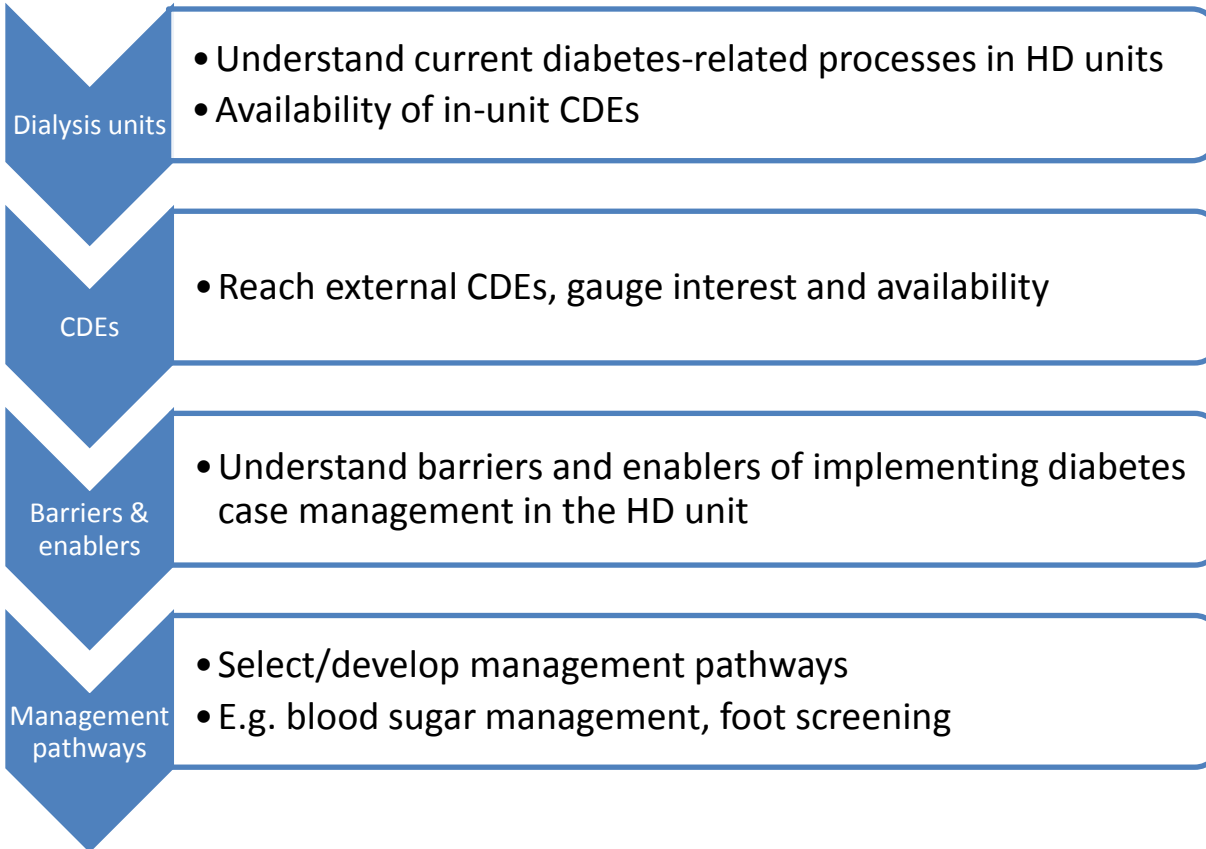 Dialysis units
• Understand current diabetes-related processes in HD units
• Availability of in-unit CDEs
CDEs
• Reach external CDEs, gauge interest and availability
Barriers &
enablers
• Understand barriers and enablers of implementing diabetes
case management in the HD unit
Management
pathways
• Select/develop management pathways
• E.g. blood sugar management, foot screening